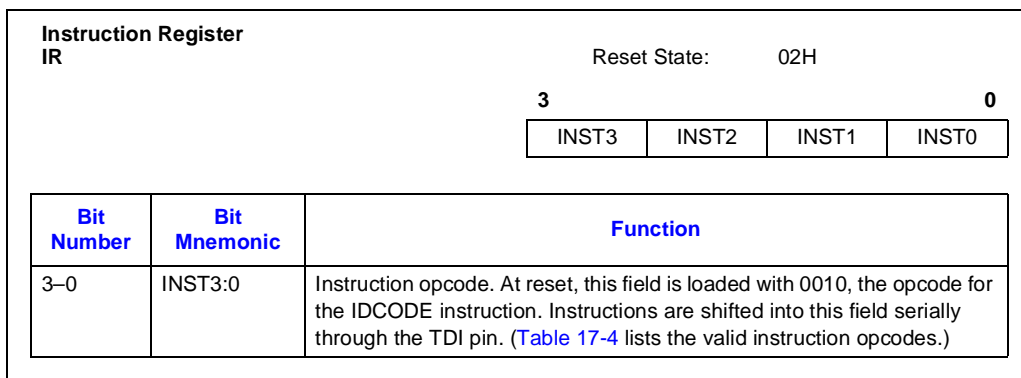 Instruction Register
IR Reset State: 02H
3 0
INST3 INST2 INST1 INST0
Bit Number Bit Mnemonic Function
3–0 INST3:0 Instruction opcode. At reset, this field is loaded with 0010, the opcode for
the IDCODE instruction. Instructions are shifted into this field serially
through the TDI pin. (Table 17-4 lists the valid instruction opcodes.)